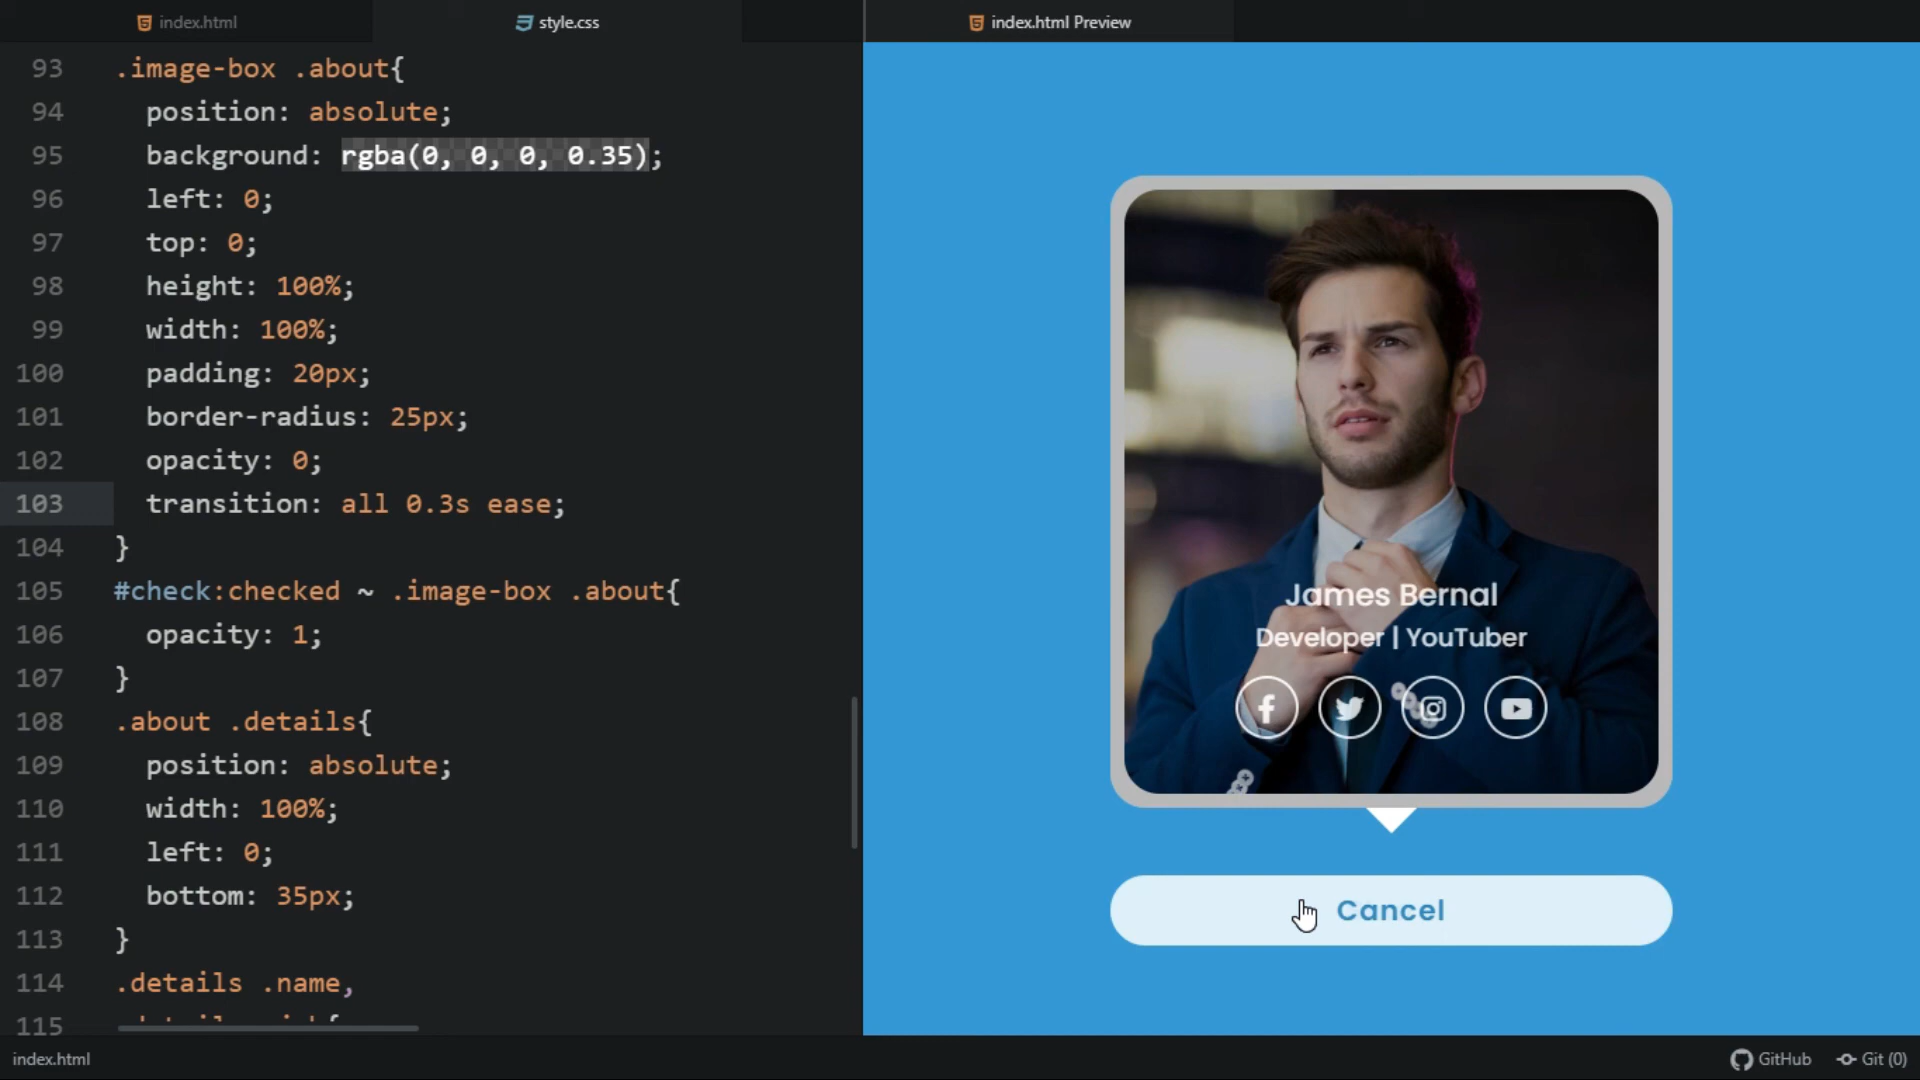 index.html
style.css
index.html Preview
93 .image-box .about{
94 position: absolute;
95 background: rgba(0, 0, 0, 0.35);
96 left: 0;
97 top: 0;
98 height: 100%;
99 width: 100%;
100 padding: 20px;
101 border-radius: 25px;
102 opacity: 0;
103 transition: all 0.3s ease;
104 }
105 #check:checked ~ .image-box .about{
106 opacity: 1;
107 }
108 .about .details{
109 position: absolute;
110 width: 100%;
111 left: 0;
112 bottom: 35px;
113 }
114 .details .name,
115
James Bernal
Developer | YouTuber
Cancel
index.html
GitHub
Git (0)